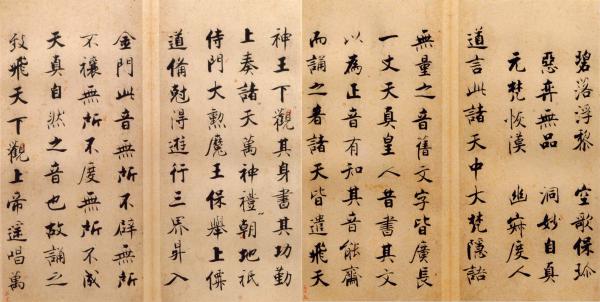 碧落浮黎 空歌保珎
惡弈無品 洞妙自真
元梵恢漠 幽寂度人
道言此諸天中大梵隱語
無量之音舊文字皆廣長
一丈天真皇人昔書其文
以為正音有知其音能齋
而誦之者諸天皆遣飛天
神王下觀其身書其功勤
上奏諸天萬神禮朝地祇
侍門大勲魔王保舉上僊
道備尅得遊行三界昇入
金門此音無所不辟無所
不禳無所不度無所不成
天真自然之音也故誦之
致飛天下觀上帝遥唱萬